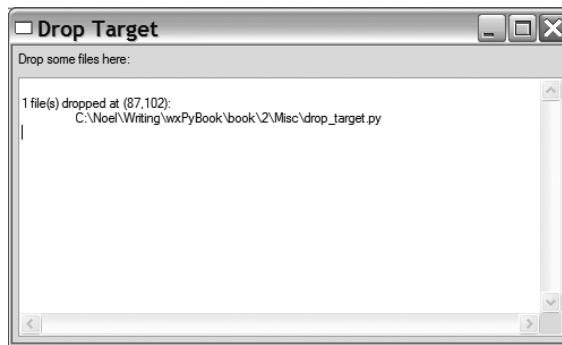 Drop Target
Drop some files here:
1 file(s) dropped at (87,102):
C:\Noel\Writing\wxPyBook\book\2\Misc\drop_target.py